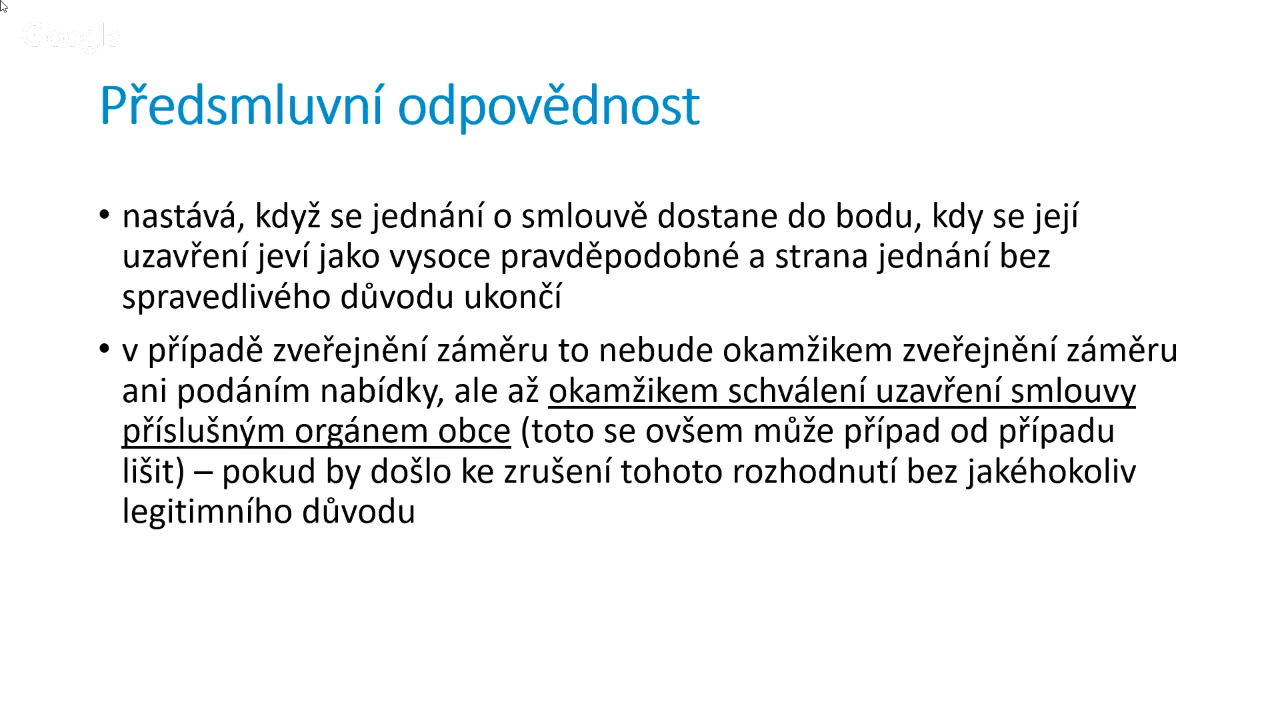 Google
Předsmluvní odpovědnost
• nastává, když se jednání o smlouvě dostane do bodu, kdy se její
uzavření jeví jako vysoce pravděpodobné a strana jednání bez
spravedlivého důvodu ukončí
• v případě zveřejnění záměru to nebude okamžikem zveřejnění záměru
ani podáním nabídky, ale až okamžikem schválení uzavření smlouvy
příslušným orgánem obce (toto se ovšem může případ od případu
lišit) – pokud by došlo ke zrušení tohoto rozhodnutí bez jakéhokoliv
legitimního důvodu